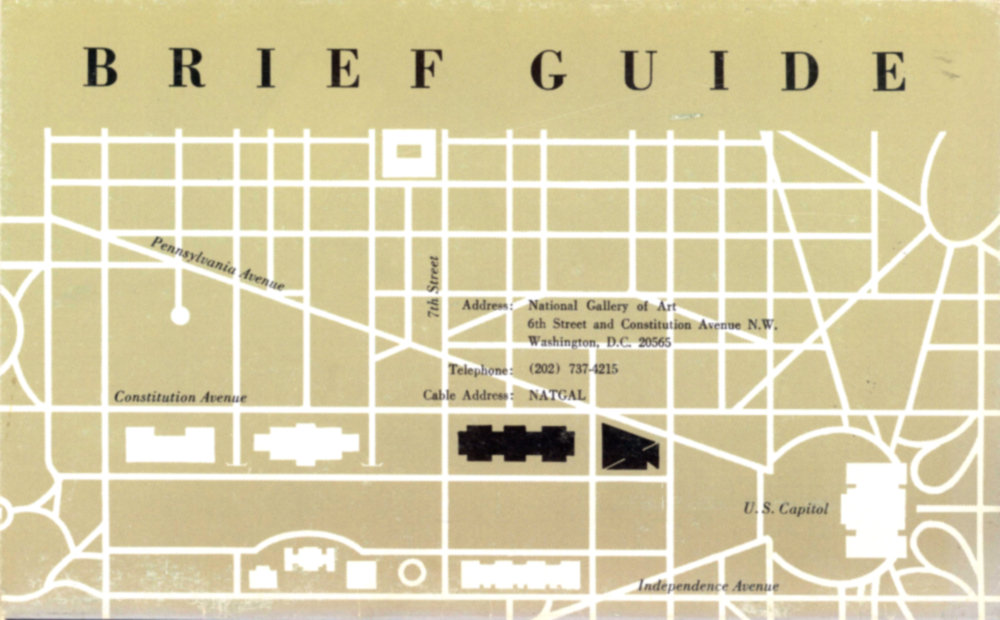 BRIEF GUIDE
Pennsylvania Avenue
7th Street
Address: National Gallery of Art
6th Street and Constitution Avenue N.W.
Washington, D.C. 20565
Telephone: (202) 737-4215
Cable Address: NATGAL
Constitution Avenue
U.S. Capitol
Independence Avenue